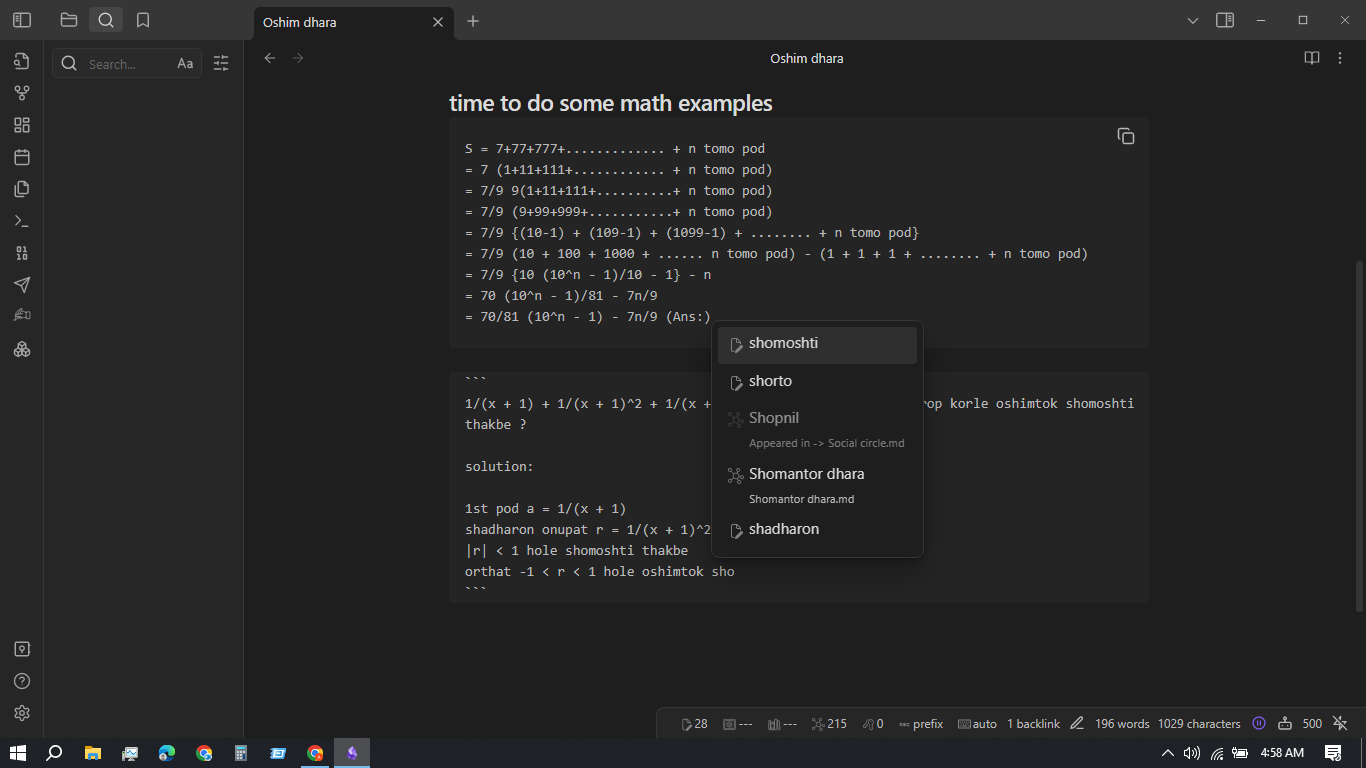 Oshim dhara
Search...
Aa
Oshim dhara
time to do some math examples
S = 7+77+777+............. + n tomo pod
= 7 (1+11+111+............ + n tomo pod)
= 7/9 9(1+11+111+..........+ n tomo pod)
= 7/9 (9+99+999+...........+ n tomo pod)
= 7/9 {(10-1) + (109-1) + (1099-1) + ........ + n tomo pod}
= 7/9 (10 + 100 + 1000 + ...... n tomo pod) - (1 + 1 + 1 + ........ + n tomo pod)
= 7/9 {10 (10^n - 1)/10 - 1} - n
= 70 (10^n - 1)/81 - 7n/9
= 70/81 (10^n - 1) - 7n/9 (Ans:)
```
1/(x + 1) + 1/(x + 1)^2 + 1/(x + rop korle oshimtok shomoshti
thakbe ?
solution:
1st pod a = 1/(x + 1)
shadharon onupat r = 1/(x + 1)^2
|r| < 1 hole shomoshti thakbe
orthat -1 < r < 1 hole oshimtok sho
```
shomoshti
shorto
Shopnil
Appeared in -> Social circle.md
Shomantor dhara
Shomantor dhara.md
shadharon
28 --- --- 215 0 prefix auto 1 backlink 196 words 1029 characters 500
4:58 AM